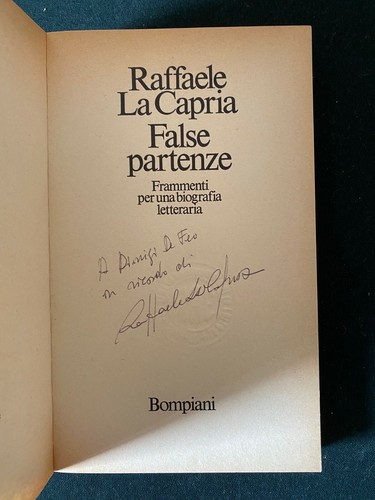 Raffaele
La Capria
False
partenze
Frammenti
per una biografia
letteraria
A Dionigi De Feo
in ricordo di
Raffaele La Capria
Bompiani